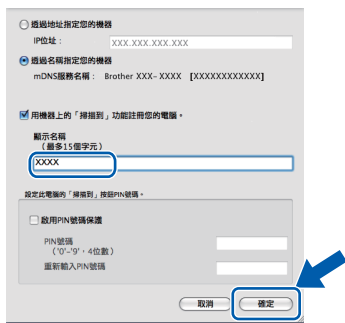 透過地址指定您的機器
IP位址： XXX.XXX.XXX.XXX
透過名稱指定您的機器
mDNS服務名稱： Brother XXX- XXXX [XXXXXXXXXXXX]
用機器上的「掃描到」功能註冊您的電腦。
顯示名稱
（最多15個字元）
XXXX
設定此電腦的「掃描到」按鈕PIN號碼。
啟用PIN號碼保護
PIN號碼
（'0'-'9'，4位數）
重新輸入PIN號碼
取消 確定